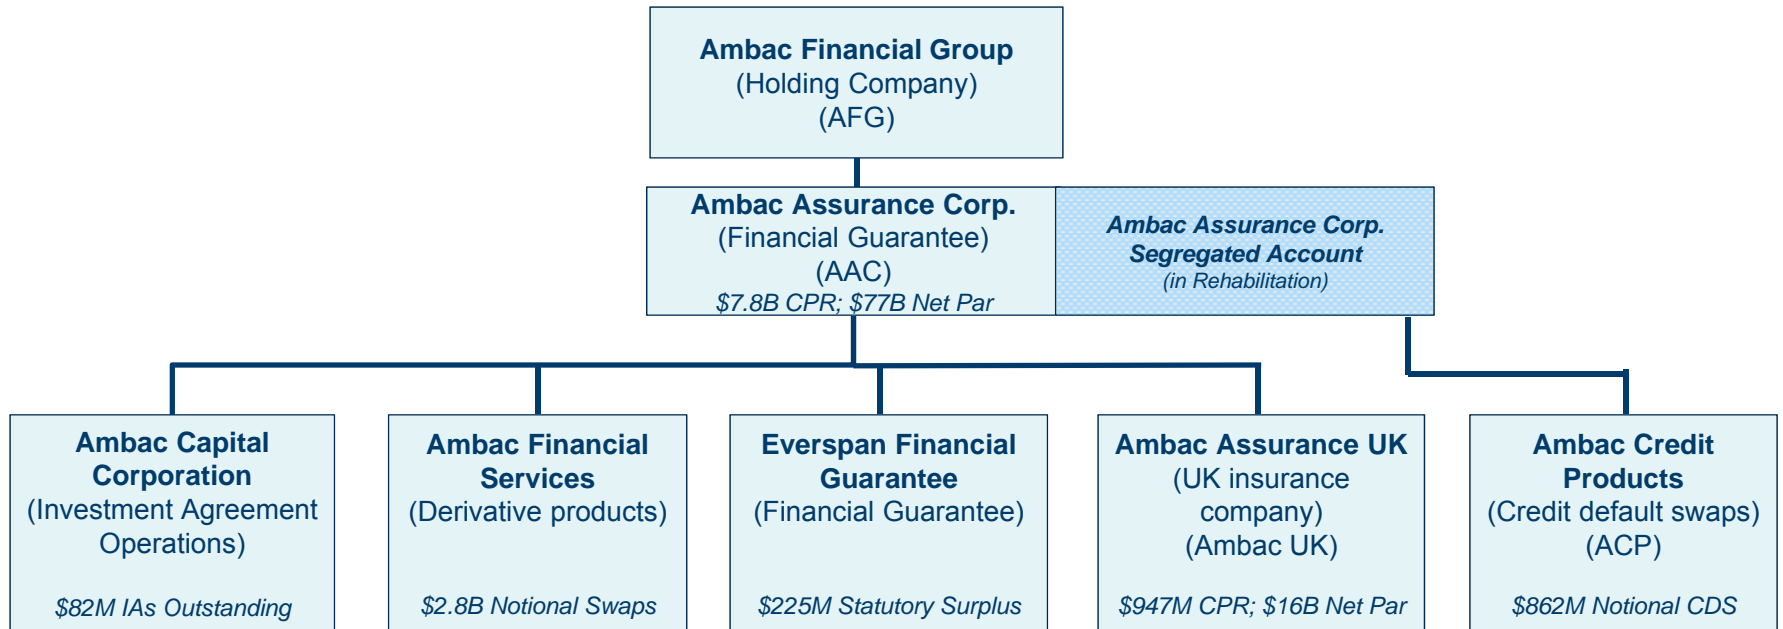 Ambac Financial Group
(Holding Company)
(AFG)
Ambac Assurance Corp.
(Financial Guarantee)
(AAC)
$7.8B CPR; $77B Net Par
Ambac Assurance Corp.
Segregated Account
(in Rehabilitation)
Ambac Capital
Corporation
(Investment Agreement
Operations)
$82M IAs Outstanding
Ambac Financial
Services
(Derivative products)
$2.8B Notional Swaps
Everspan Financial
Guarantee
(Financial Guarantee)
$225M Statutory Surplus
Ambac Assurance UK
(UK insurance
company)
(Ambac UK)
$947M CPR; $16B Net Par
Ambac Credit
Products
(Credit default swaps)
(ACP)
$862M Notional CDS